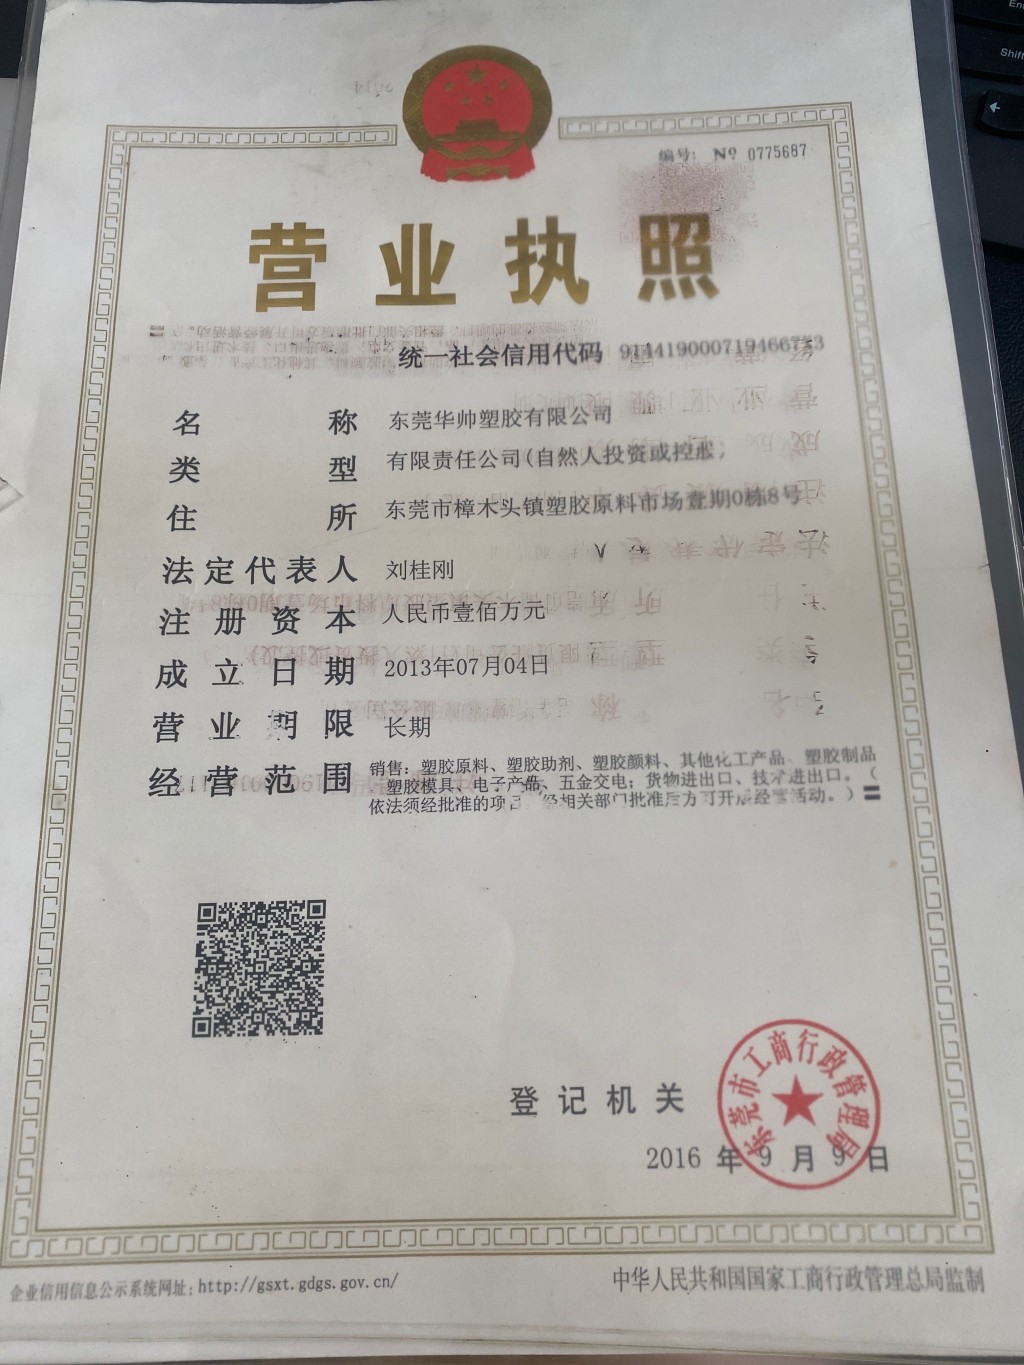 编号: № 0775687
营业执照
统一社会信用代码
名称 东莞华帅塑胶有限公司
类型 有限责任公司(自然人投资或控股)
住所 东莞市樟木头镇塑胶原料市场壹期0栋8号
法定代表人 刘桂刚
注册资本 人民币壹佰万元
成立日期 2013年07月04日
营业期限 长期
经营范围 销售：塑胶原料、塑胶助剂、塑胶颜料、其他化工产品、塑胶制品
、塑胶模具、电子产品、五金交电；货物进出口、技术进出口。（
依法须经批准的项目，经相关部门批准后方可开展经营活动。）
登记机关
东莞市工商行政管理局
2016 年 9 月 9 日
企业信用信息公示系统网址: http://gsxt.gdgs.gov.cn/
中华人民共和国国家工商行政管理总局监制
Shift